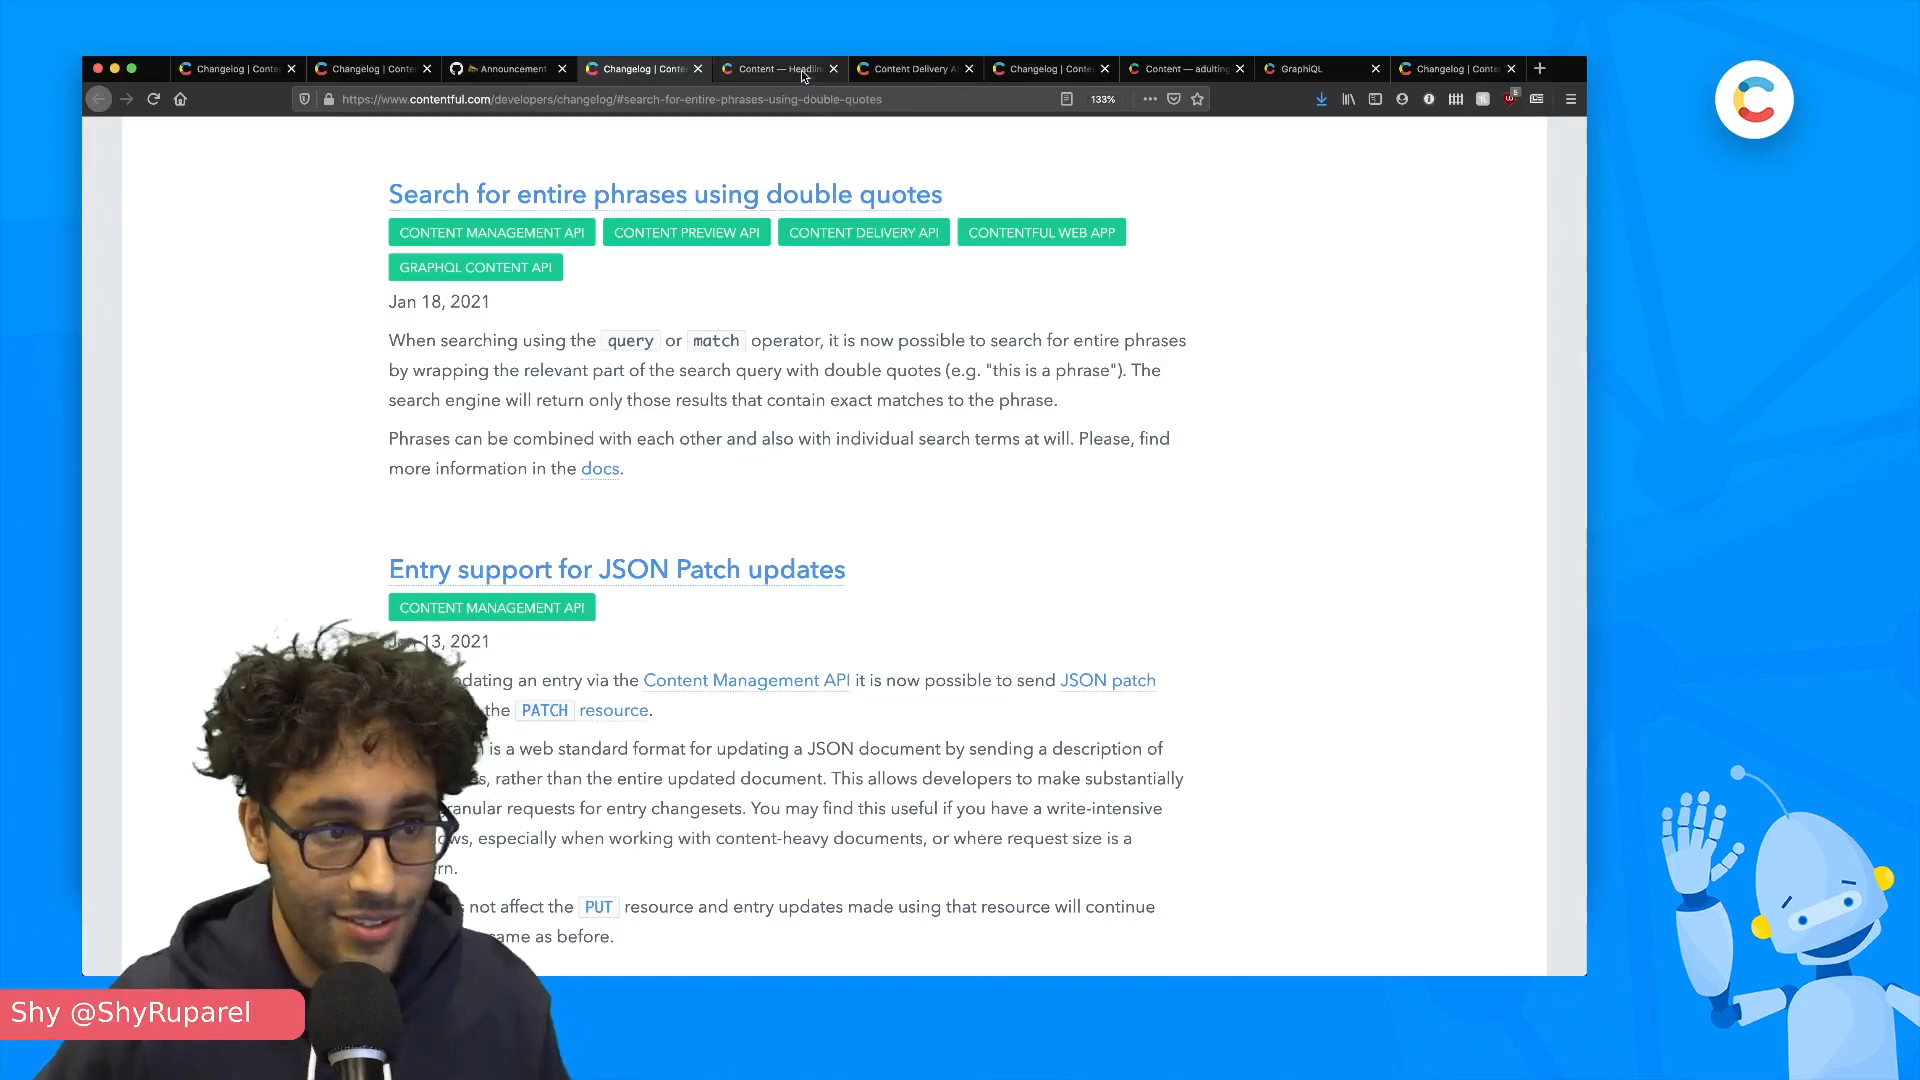 Changelog | Conte
Changelog | Conte
Announcement
Changelog | Conte
Content — Headlin
Content Delivery A
Changelog | Conte
Content — adulting
GraphiQL
Changelog | Conte
https://www.contentful.com/developers/changelog/#search-for-entire-phrases-using-double-quotes
133%
5
Search for entire phrases using double quotes
CONTENT MANAGEMENT API CONTENT PREVIEW API CONTENT DELIVERY API CONTENTFUL WEB APP
GRAPHQL CONTENT API
Jan 18, 2021
When searching using the query or match operator, it is now possible to search for entire phrases
by wrapping the relevant part of the search query with double quotes (e.g. "this is a phrase"). The
search engine will return only those results that contain exact matches to the phrase.
Phrases can be combined with each other and also with individual search terms at will. Please, find
more information in the docs.
Entry support for JSON Patch updates
CONTENT MANAGEMENT API
13, 2021
dating an entry via the Content Management API it is now possible to send JSON patch
the PATCH resource.
is a web standard format for updating a JSON document by sending a description of
s, rather than the entire updated document. This allows developers to make substantially
ranular requests for entry changesets. You may find this useful if you have a write-intensive
ows, especially when working with content-heavy documents, or where request size is a
rn.
not affect the PUT resource and entry updates made using that resource will continue
same as before.
Shy @ShyRuparel